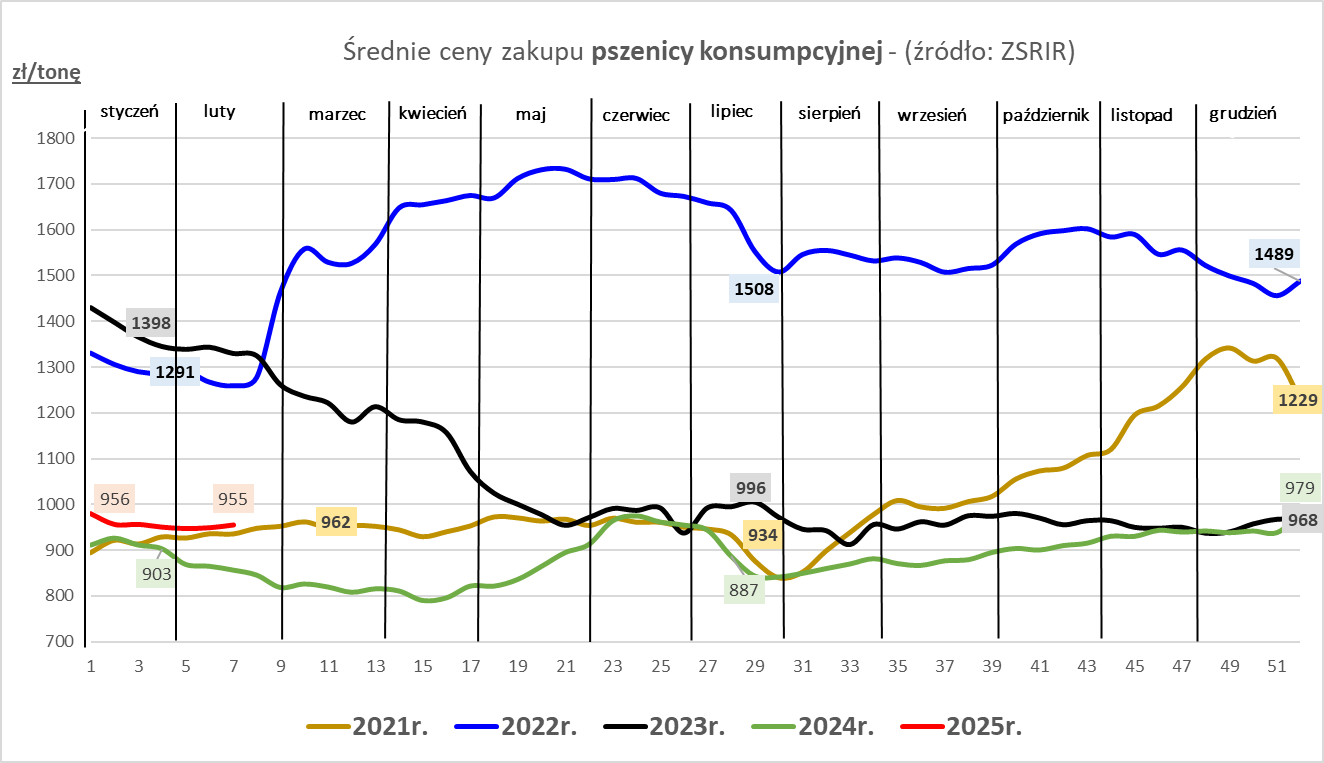 Średnie ceny zakupu pszenicy konsumpcyjnej - (źródło: ZSRIR)
zł/tonę
styczeń luty marzec kwiecień maj czerwiec lipiec sierpień wrzesień październik listopad grudzień
1800
1700
1600
1500
1400
1300
1200
1100
1000
900
800
700
1489
1508
1398
1291
1229
956 955 996 979
962 934 968
903 887
1 3 5 7 9 11 13 15 17 19 21 23 25 27 29 31 33 35 37 39 41 43 45 47 49 51
2021r. 2022r. 2023r. 2024r. 2025r.